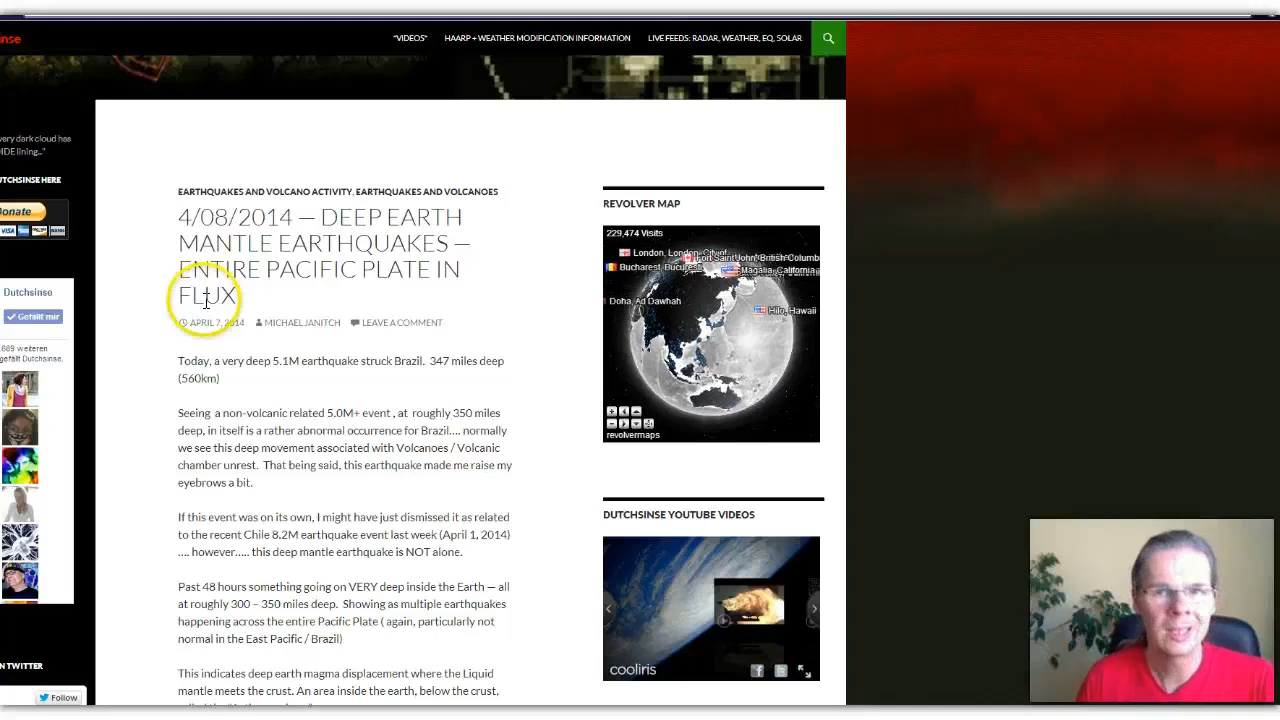 inse
"VIDEOS"
HAARP + WEATHER MODIFICATION INFORMATION
LIVE FEEDS: RADAR, WEATHER, EQ, SOLAR
very dark cloud has
IDE lining..."
UTCHSINSE HERE
Donate
VISA
Dutchsinse
Gefällt mir
689 weiteren
gefällt Dutchsinse.
N TWITTER
Follow
EARTHQUAKES AND VOLCANO ACTIVITY, EARTHQUAKES AND VOLCANOES
4/08/2014 — DEEP EARTH
MANTLE EARTHQUAKES —
ENTIRE PACIFIC PLATE IN
FLUX
APRIL 7, 2014
MICHAEL JANITCH
LEAVE A COMMENT
Today, a very deep 5.1M earthquake struck Brazil.  347 miles deep
(560km)
Seeing a non-volcanic related 5.0M+ event , at roughly 350 miles
deep, in itself is a rather abnormal occurrence for Brazil.... normally
we see this deep movement associated with Volcanoes / Volcanic
chamber unrest.  That being said, this earthquake made me raise my
eyebrows a bit.
If this event was on its own, I might have just dismissed it as related
to the recent Chile 8.2M earthquake event last week (April 1, 2014)
.... however..... this deep mantle earthquake is NOT alone.
Past 48 hours something going on VERY deep inside the Earth — all
at roughly 300 – 350 miles deep.  Showing as multiple earthquakes
happening across the entire Pacific Plate ( again, particularly not
normal in the East Pacific / Brazil)
This indicates deep earth magma displacement where the Liquid
mantle meets the crust. An area inside the earth, below the crust,
REVOLVER MAP
229,474 Visits
London, London, City of
Fort Saint John, British Columb
Bucharest, Bucuresti
Magalia, California
Doha, Ad Dawhah
Hilo, Hawaii
revolvermaps
DUTCHSINSE YOUTUBE VIDEOS
cooliris